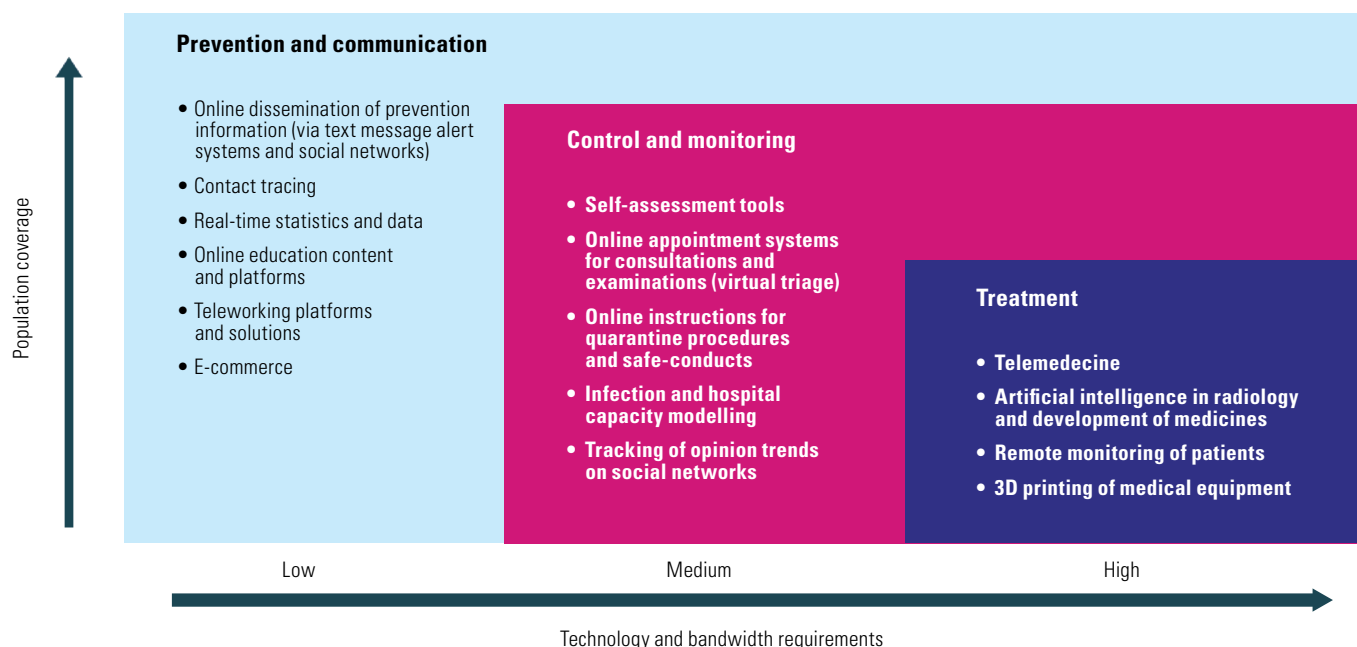 Prevention and communication
• Online dissemination of prevention
information (via text message alert
systems and social networks)
• Contact tracing
• Real-time statistics and data
• Online education content
and platforms
• Teleworking platforms
and solutions
• E-commerce
Control and monitoring
• Self-assessment tools
• Online appointment systems
for consultations and
examinations (virtual triage)
• Online instructions for
quarantine procedures
and safe-conducts
• Infection and hospital
capacity modelling
• Tracking of opinion trends
on social networks
Treatment
• Telemedecine
• Artificial intelligence in radiology
and development of medicines
• Remote monitoring of patients
• 3D printing of medical equipment
Population coverage
Low
Medium
High
Technology and bandwidth requirements